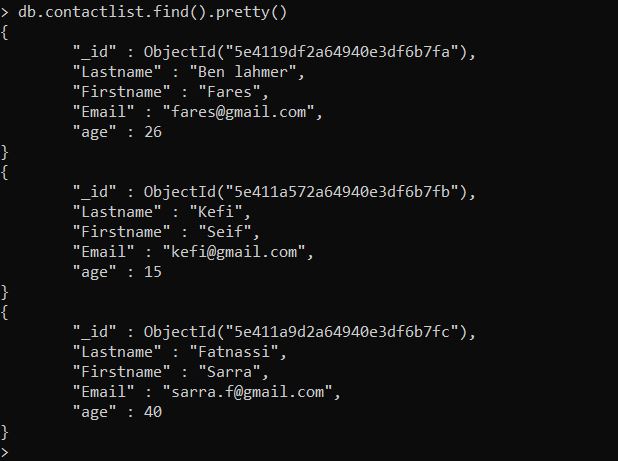 > db.contactlist.find().pretty()
{
        "_id" : ObjectId("5e4119df2a64940e3df6b7fa"),
        "Lastname" : "Ben lahmer",
        "Firstname" : "Fares",
        "Email" : "fares@gmail.com",
        "age" : 26
}
{
        "_id" : ObjectId("5e411a572a64940e3df6b7fb"),
        "Lastname" : "Kefi",
        "Firstname" : "Seif",
        "Email" : "kefi@gmail.com",
        "age" : 15
}
{
        "_id" : ObjectId("5e411a9d2a64940e3df6b7fc"),
        "Lastname" : "Fatnassi",
        "Firstname" : "Sarra",
        "Email" : "sarra.f@gmail.com",
        "age" : 40
}
>